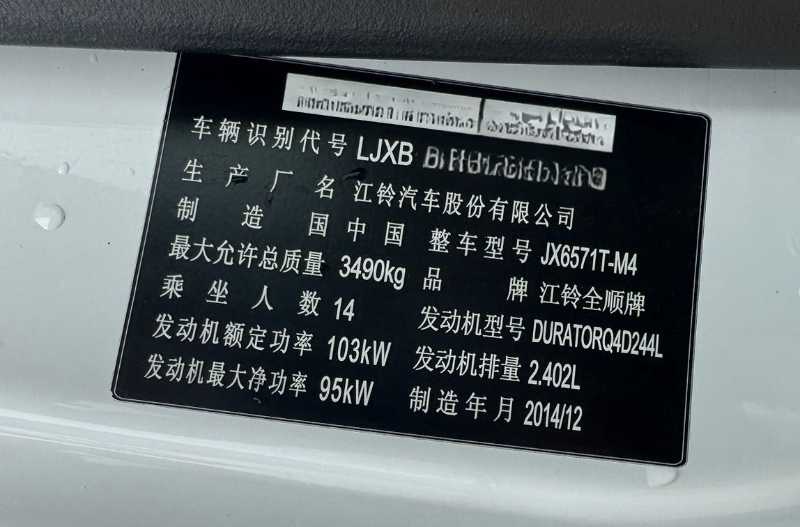 车辆识别代号 LJXB
生产厂名 江铃汽车股份有限公司
制造国 中国 整车型号 JX6571T-M4
最大允许总质量 3490kg 品牌 江铃全顺牌
乘坐人数 14 发动机型号 DURATORQ4D244L
发动机额定功率 103kW 发动机排量 2.402L
发动机最大净功率 95kW 制造年月 2014/12